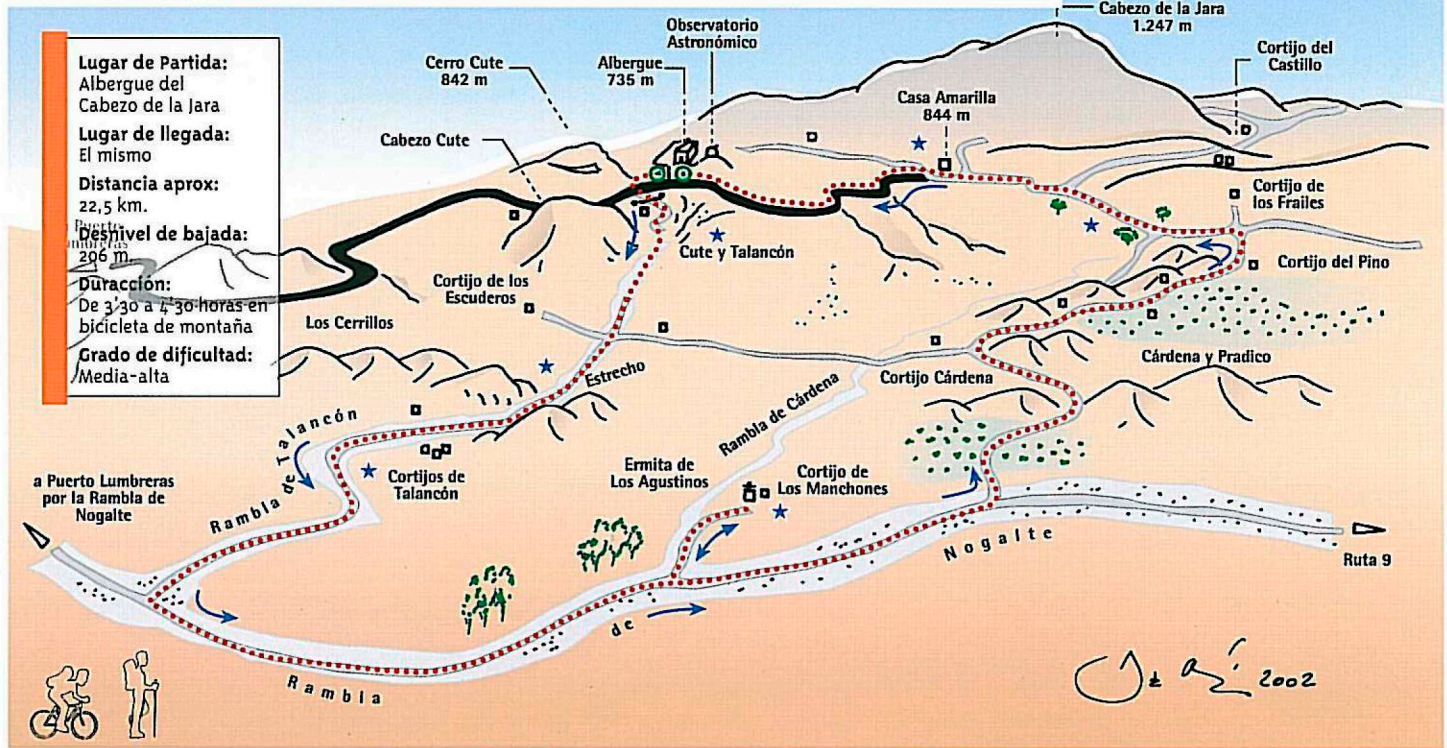 Lugar de Partida:
Albergue del
Cabezo de la Jara
Lugar de llegada:
El mismo
Distancia aprox:
22,5 km.
Desnivel de bajada:
206 m.
Duracción:
De 3'30 a 4'30 horas en
bicicleta de montaña
Grado de dificultad:
Media-alta
Cabezo de la Jara
1.247 m
Observatorio
Astronómico
Cortijo del
Castillo
Cerro Cute
842 m
Albergue
735 m
Casa Amarilla
844 m
Cabezo Cute
Cortijo de
los Frailes
Cute y Talancón
Cortijo del Pino
Cortijo de los
Escuderos
Los Cerrillos
Cárdena y Pradico
Estrecho
Cortijo Cárdena
Rambla de Cárdena
Rambla de Talancón
Cortijos de
Talancón
Ermita de
Los Agustinos
Cortijo de
Los Manchones
a Puerto Lumbreras
por la Rambla de
Nogalte
Rambla de Nogalte
Ruta 9
2002